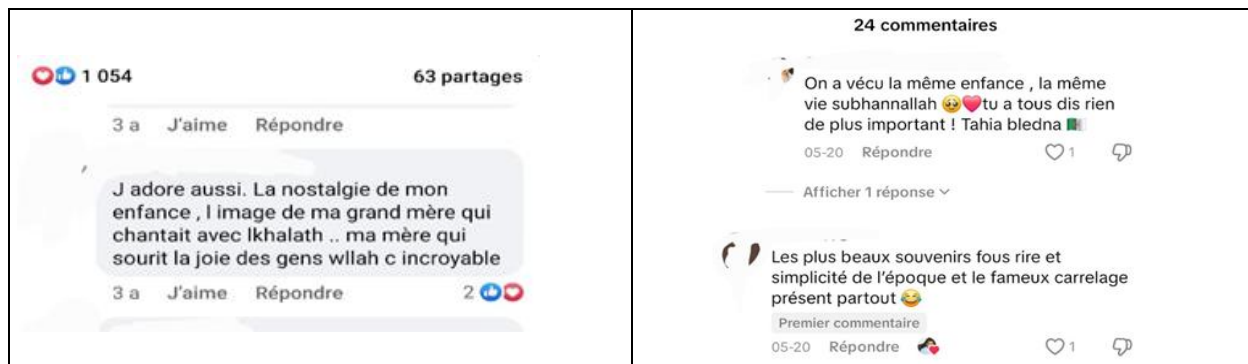 1 054
63 partages
3 a J'aime Répondre
J adore aussi. La nostalgie de mon
enfance , l image de ma grand mère qui
chantait avec lkhalath .. ma mère qui
sourit la joie des gens wllah c incroyable
3 a J'aime Répondre 2
24 commentaires
On a vécu la même enfance , la même
vie subhannallah 🥹❤️tu a tous dis rien
de plus important ! Tahia bledna 🇩🇿
05-20 Répondre 1
Afficher 1 réponse
Les plus beaux souvenirs fous rire et
simplicité de l'époque et le fameux carrelage
présent partout 😂
Premier commentaire
05-20 Répondre 1